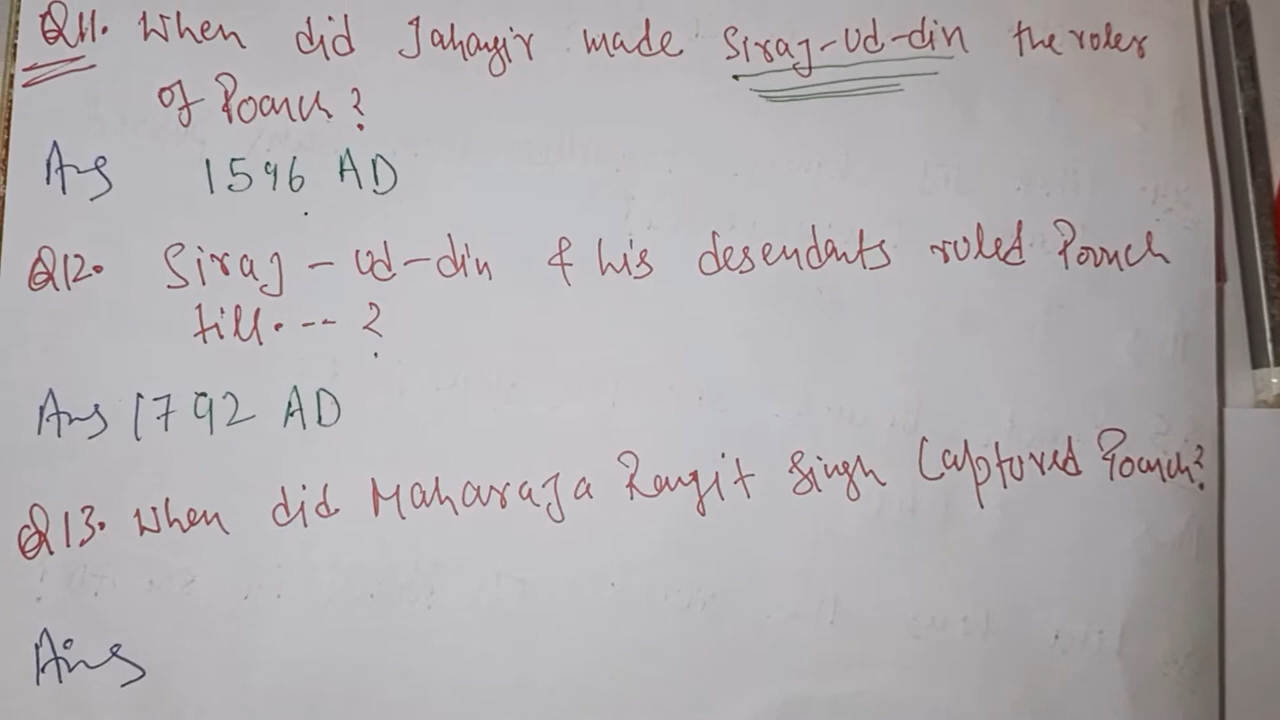 Q11. When did Jahangir made Siraj-Ud-din the ruler
of Poonch?
Ans 1596 AD
Q12. Siraj-Ud-din & his desendants ruled Poonch
till. -- ?
Ans 1792 AD
Q13. When did Maharaja Ranjit Singh Captured Poonch?
Ans